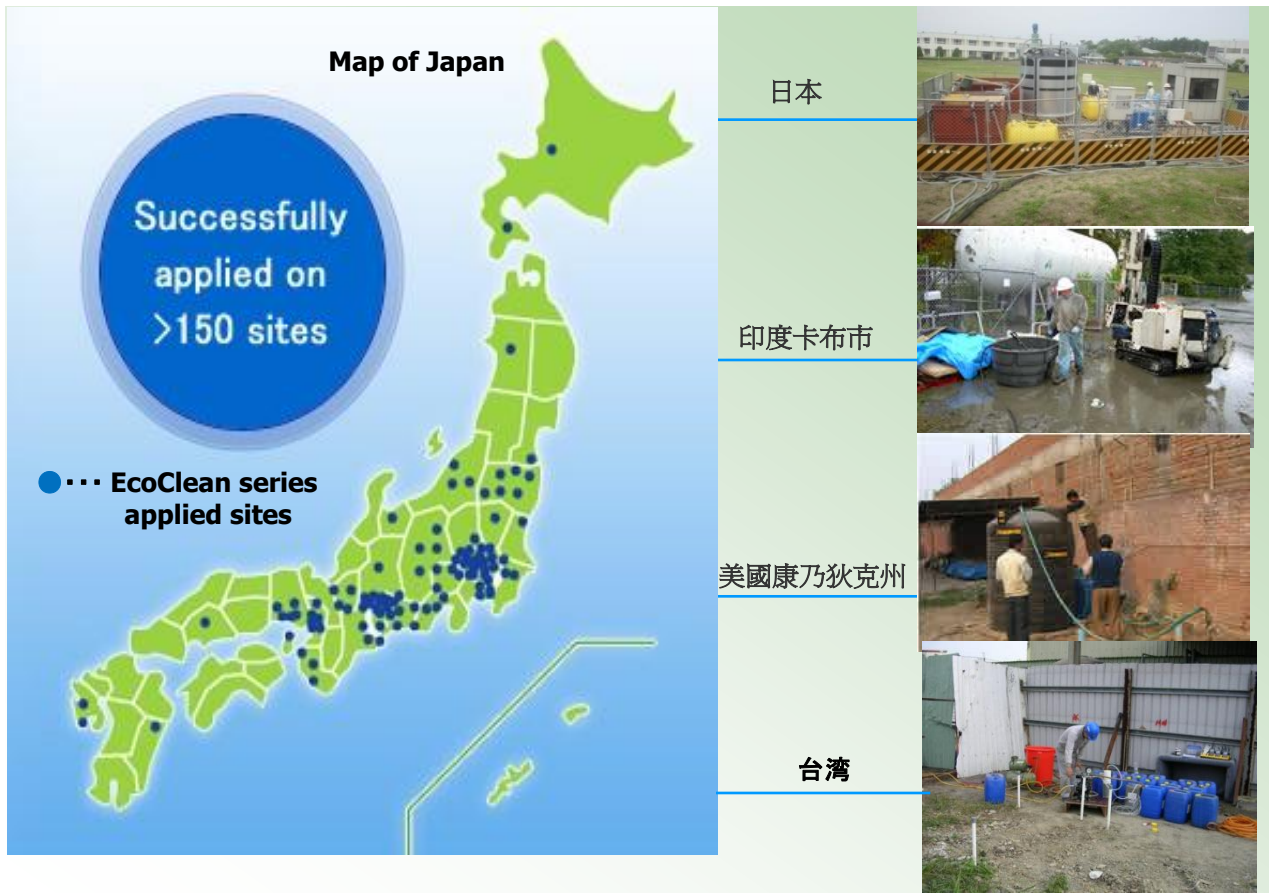 Map of Japan
Successfully
applied on
>150 sites
●··· EcoClean series
applied sites
日本
印度卡布市
美國康乃狄克州
台湾